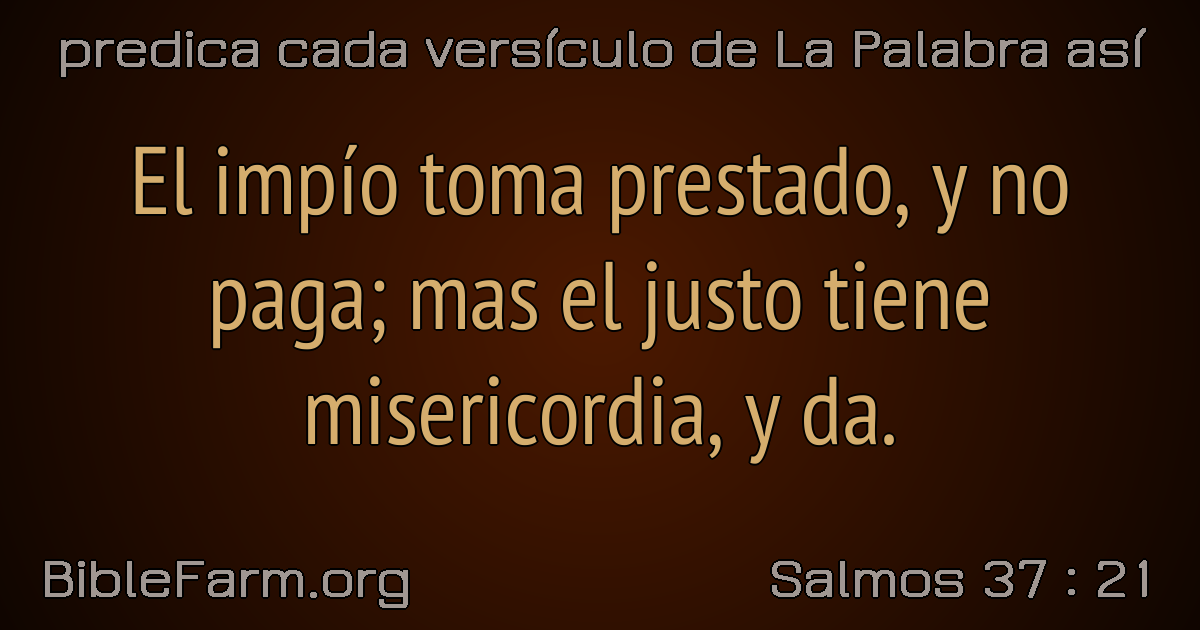 predica cada versículo de La Palabra así
El impío toma prestado, y no
paga; mas el justo tiene
misericordia, y da.
BibleFarm.org
Salmos 37 : 21